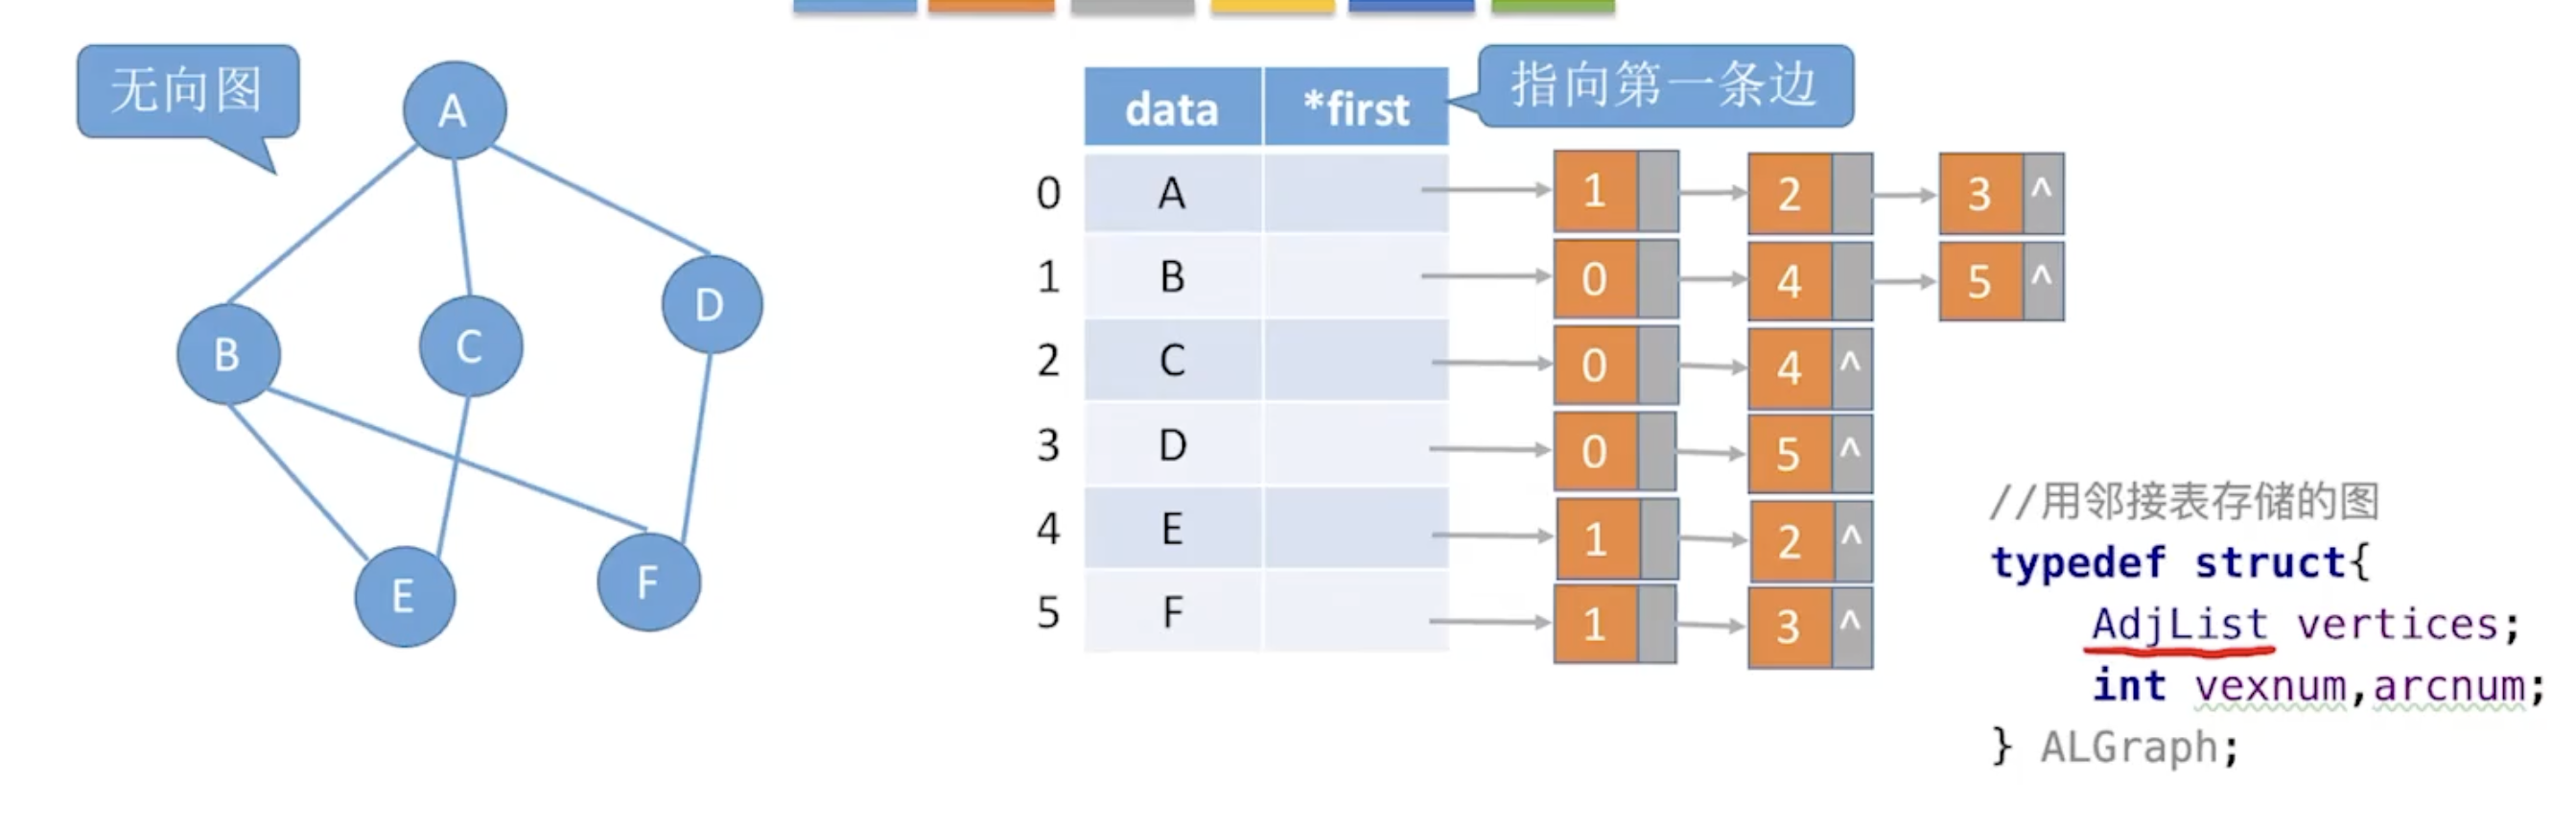 无向图
A
B
C
D
E
F
data *first
指向第一条边
0 A 1 2 3 ^
1 B 0 4 5 ^
2 C 0 4 ^
3 D 0 5 ^
4 E 1 2 ^
5 F 1 3 ^
//用邻接表存储的图
typedef struct{
AdjList vertices;
int vexnum,arcnum;
} ALGraph;